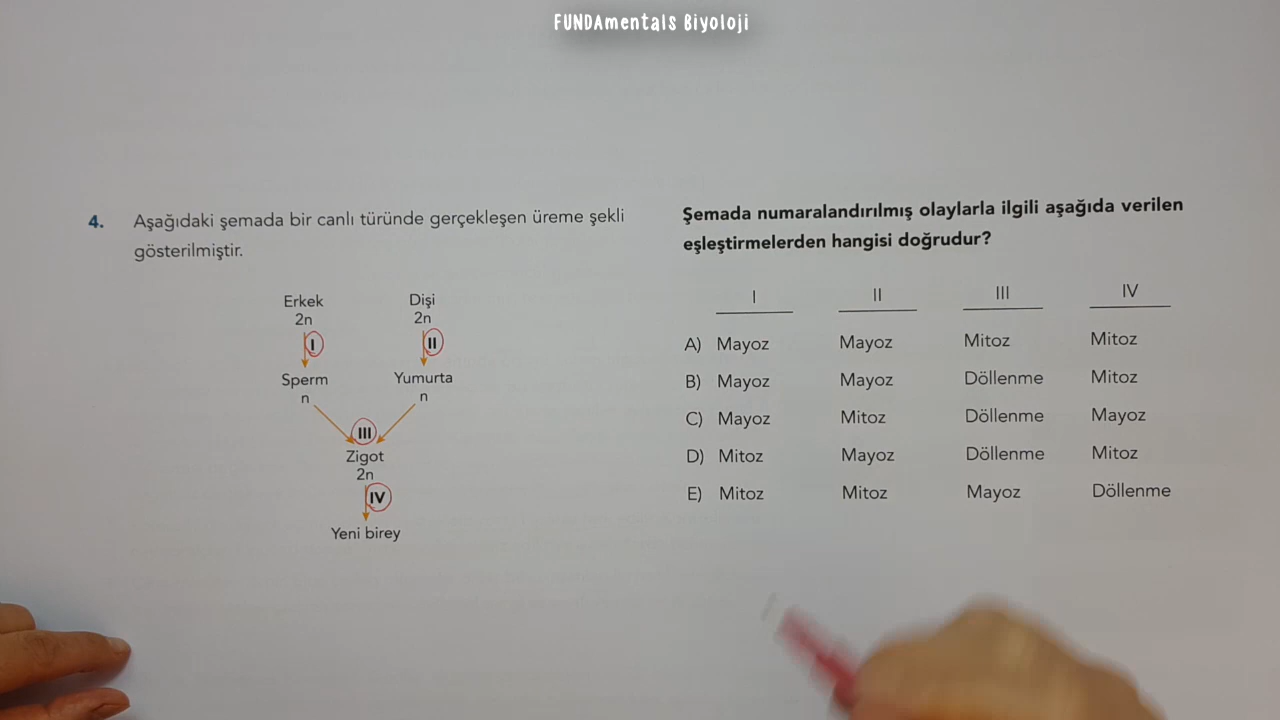 FUNDAmentals Biyoloji
4. Aşağıdaki şemada bir canlı türünde gerçekleşen üreme şekli
gösterilmiştir.
Erkek Dişi
2n 2n
I II
Sperm Yumurta
n n
III
Zigot
2n
IV
Yeni birey
Şemada numaralandırılmış olaylarla ilgili aşağıda verilen
eşleştirmelerden hangisi doğrudur?
I II III IV
A) Mayoz Mayoz Mitoz Mitoz
B) Mayoz Mayoz Döllenme Mitoz
C) Mayoz Mitoz Döllenme Mayoz
D) Mitoz Mayoz Döllenme Mitoz
E) Mitoz Mitoz Mayoz Döllenme